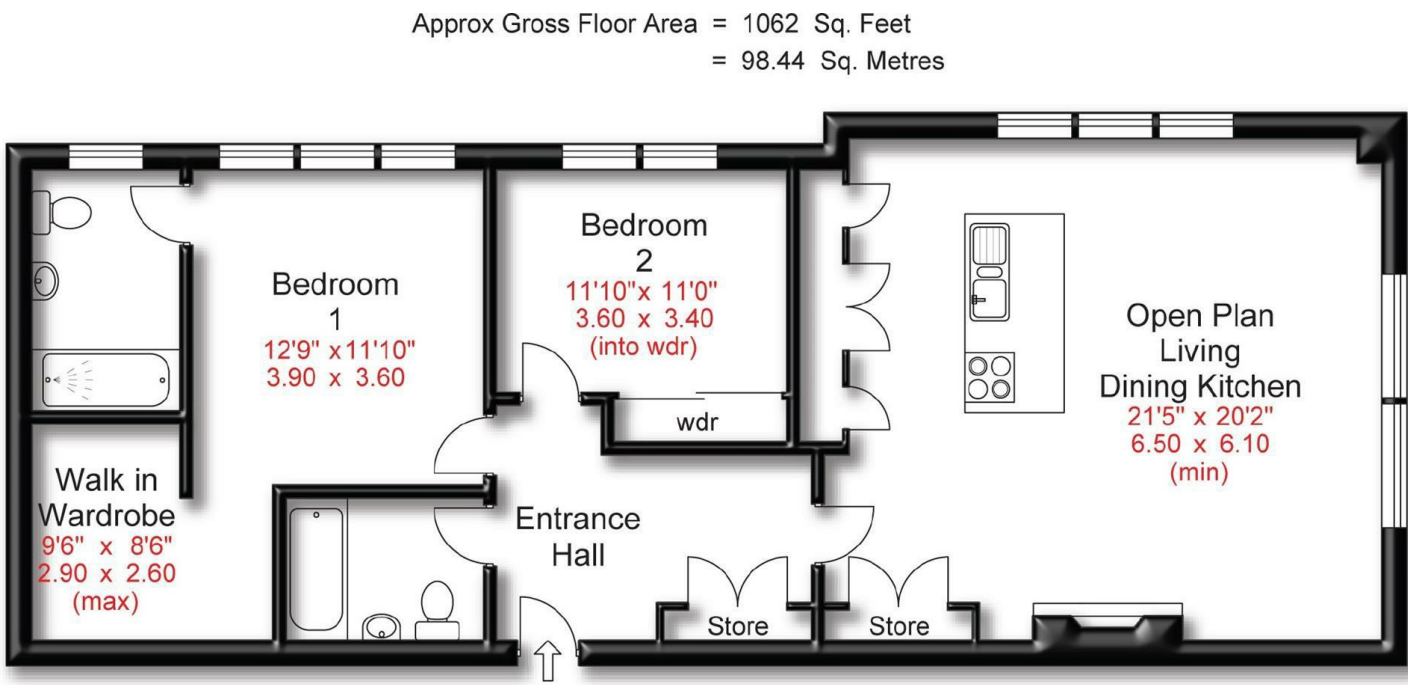 Approx Gross Floor Area = 1062 Sq. Feet
= 98.44 Sq. Metres
Bedroom
1
12'9" x11'10"
3.90 x 3.60
Bedroom
2
11'10"x 11'0"
3.60 x 3.40
(into wdr)
wdr
Open Plan
Living
Dining Kitchen
21'5" x 20'2"
6.50 x 6.10
(min)
Walk in
Wardrobe
9'6" x 8'6"
2.90 x 2.60
(max)
Entrance
Hall
Store
Store